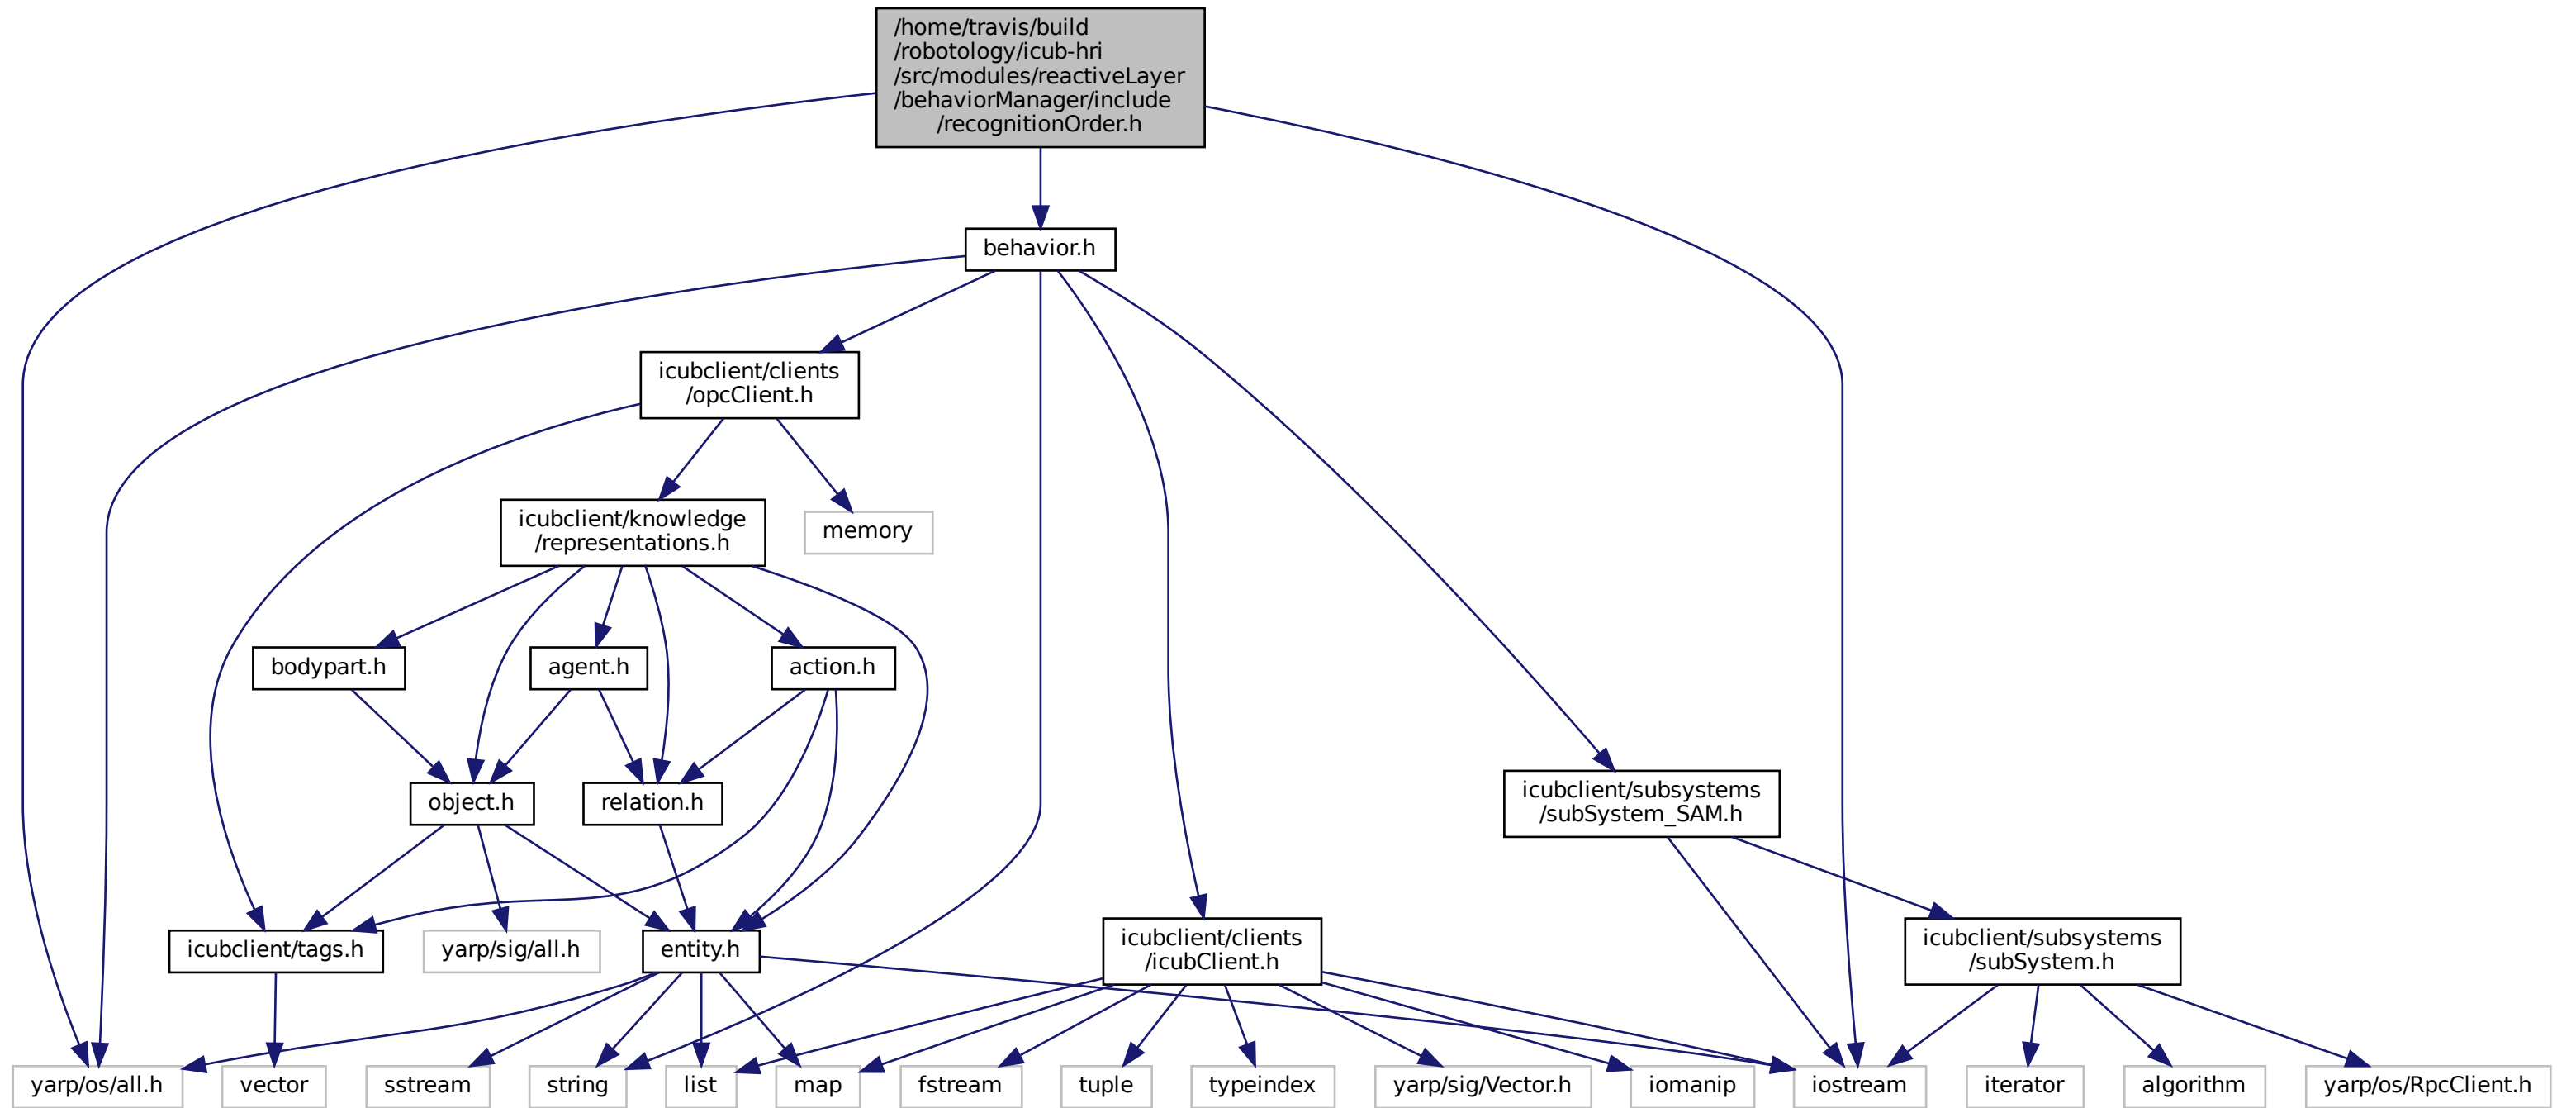 /home/travis/build
/robotology/icub-hri
/src/modules/reactiveLayer
/behaviorManager/include
/recognitionOrder.h
behavior.h
icubclient/clients
/opcClient.h
icubclient/knowledge
/representations.h
memory
bodypart.h
agent.h
action.h
object.h
relation.h
icubclient/subsystems
/subSystem_SAM.h
icubclient/tags.h
yarp/sig/all.h
entity.h
icubclient/clients
/icubClient.h
icubclient/subsystems
/subSystem.h
yarp/os/all.h
vector
sstream
string
list
map
fstream
tuple
typeindex
yarp/sig/Vector.h
iomanip
iostream
iterator
algorithm
yarp/os/RpcClient.h